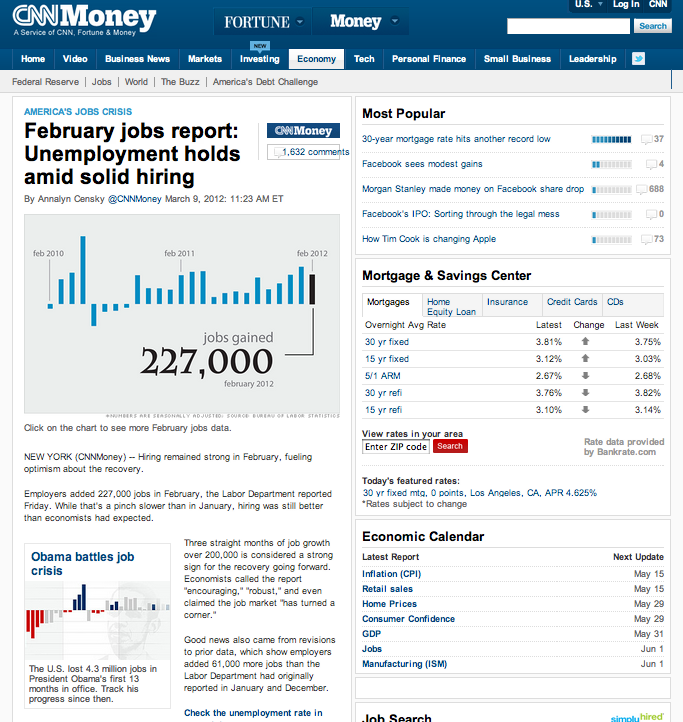 CNNMoney
A Service of CNN, Fortune & Money
FORTUNE
Money
U.S.
Log In
CNN
Search
Home
Video
Business News
Markets
NEW
Investing
Economy
Tech
Personal Finance
Small Business
Leadership
Federal Reserve
Jobs
World
The Buzz
America's Debt Challenge
AMERICA'S JOBS CRISIS
February jobs report:
Unemployment holds
amid solid hiring
CNNMoney
1,632 comments
By Annalyn Censky @CNNMoney March 9, 2012: 11:23 AM ET
feb 2010
feb 2011
feb 2012
jobs gained
227,000
february 2012
*NUMBERS ARE SEASONALLY ADJUSTED; SOURCE: BUREAU OF LABOR STATISTICS
Click on the chart to see more February jobs data.
NEW YORK (CNNMoney) -- Hiring remained strong in February, fueling
optimism about the recovery.
Employers added 227,000 jobs in February, the Labor Department reported
Friday. While that's a pinch slower than in January, hiring was still better
than economists had expected.
Obama battles job
crisis
The U.S. lost 4.3 million jobs in
President Obama's first 13
months in office. Track his
progress since then.
Three straight months of job growth
over 200,000 is considered a strong
sign for the recovery going forward.
Economists called the report
"encouraging," "robust," and even
claimed the job market "has turned a
corner."
Good news also came from revisions
to prior data, which show employers
added 61,000 more jobs than the
Labor Department had originally
reported in January and December.
Check the unemployment rate in
Most Popular
30-year mortgage rate hits another record low 37
Facebook sees modest gains 4
Morgan Stanley made money on Facebook share drop 688
Facebook's IPO: Sorting through the legal mess 0
How Tim Cook is changing Apple 73
Mortgage & Savings Center
Mortgages
Home
Equity Loan
Insurance
Credit Cards
CDs
Overnight Avg Rate Latest Change Last Week
30 yr fixed 3.81% 3.75%
15 yr fixed 3.12% 3.03%
5/1 ARM 2.67% 2.68%
30 yr refi 3.76% 3.82%
15 yr refi 3.10% 3.14%
View rates in your area
Enter ZIP code
Search
Rate data provided
by Bankrate.com
Today's featured rates:
30 yr fixed mtg, 0 points, Los Angeles, CA, APR 4.625%
*Rates subject to change
Economic Calendar
Latest Report Next Update
Inflation (CPI) May 15
Retail sales May 15
Home Prices May 29
Consumer Confidence May 29
GDP May 31
Jobs Jun 1
Manufacturing (ISM) Jun 1
Job Search
simplyhired